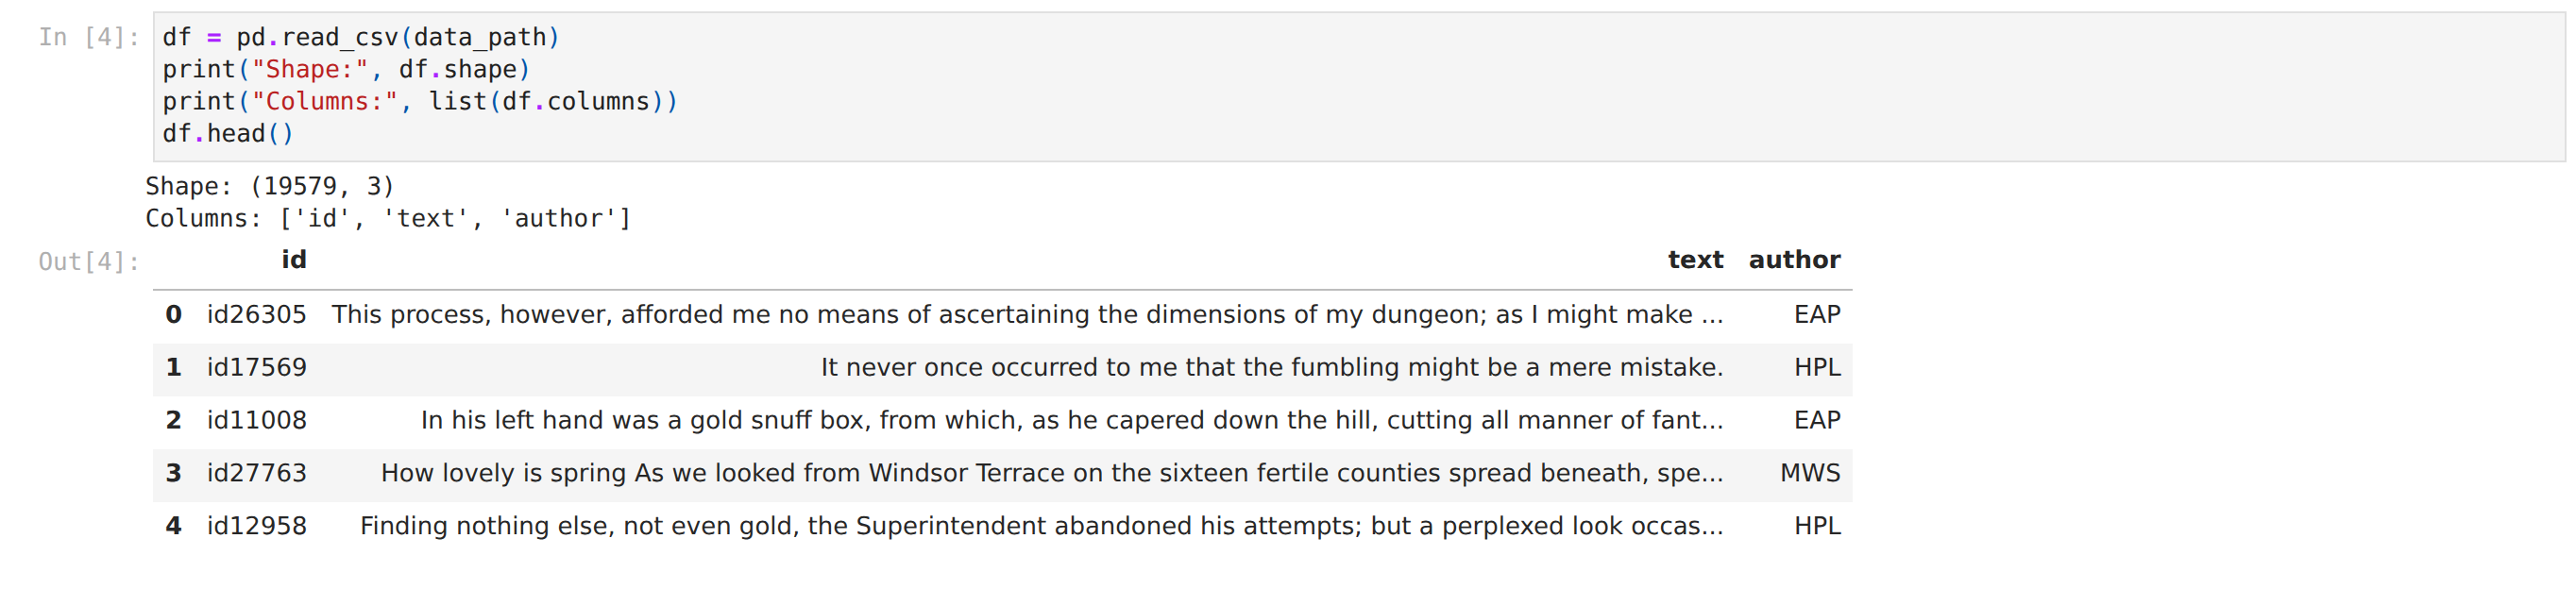 In [4]: df = pd.read_csv(data_path)
print("Shape:", df.shape)
print("Columns:", list(df.columns))
df.head()
Shape: (19579, 3)
Columns: ['id', 'text', 'author']
Out[4]: id text author
0 id26305 This process, however, afforded me no means of ascertaining the dimensions of my dungeon; as I might make ... EAP
1 id17569 It never once occurred to me that the fumbling might be a mere mistake. HPL
2 id11008 In his left hand was a gold snuff box, from which, as he capered down the hill, cutting all manner of fant... EAP
3 id27763 How lovely is spring As we looked from Windsor Terrace on the sixteen fertile counties spread beneath, spe... MWS
4 id12958 Finding nothing else, not even gold, the Superintendent abandoned his attempts; but a perplexed look occas... HPL